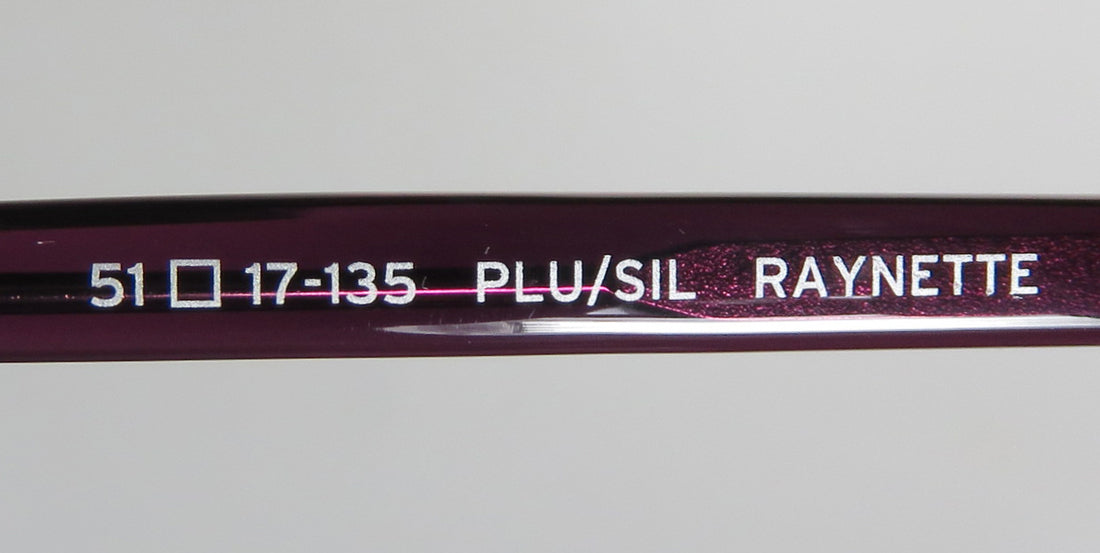 51 □ 17-135 PLU/SIL RAYNETTE